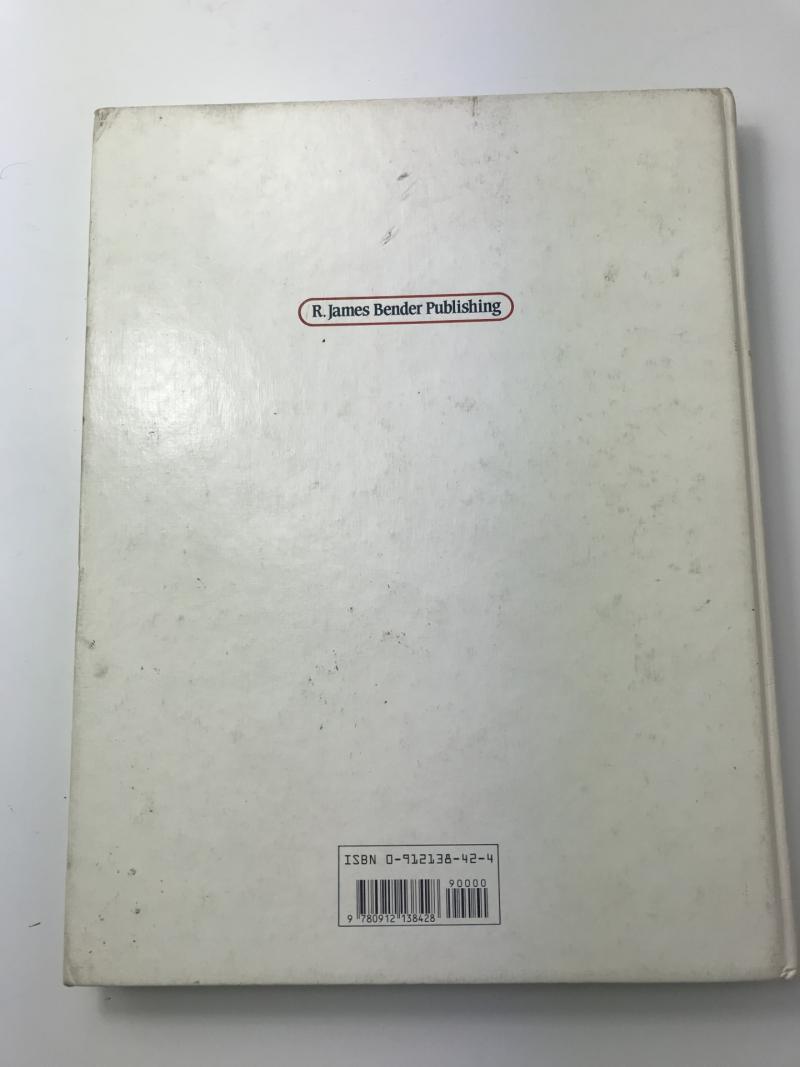 R. James Bender Publishing
ISBN 0-912138-42-4
90000
9 780912 138428